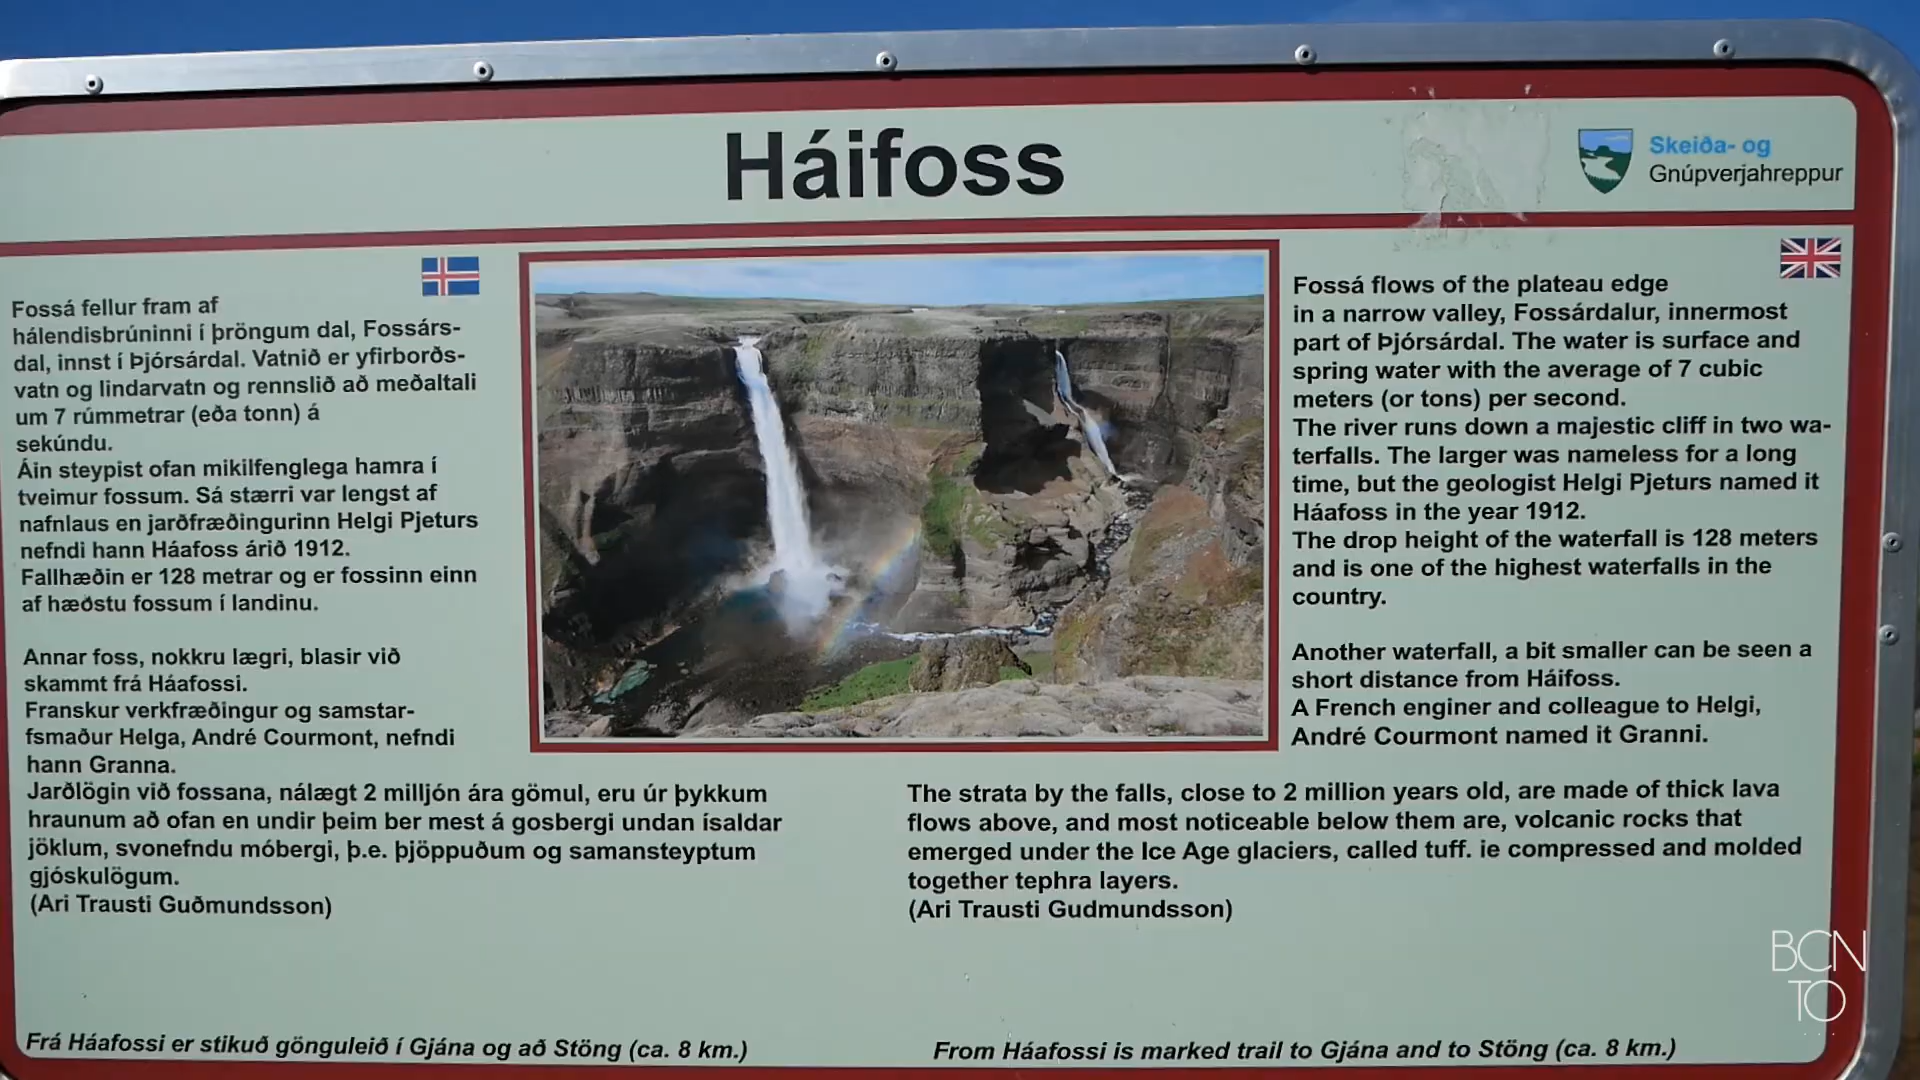 Háifoss
Skeiða- og
Gnúpverjahreppur
Fossá fellur fram af
hálendisbrúninni í þröngum dal, Fossárs-
dal, innst í Þjórsárdal. Vatnið er yfirborðs-
vatn og lindarvatn og rennslið að meðaltali
um 7 rúmmetrar (eða tonn) á
sekúndu.
Áin steypist ofan mikilfenglega hamra í
tveimur fossum. Sá stærri var lengst af
nafnlaus en jarðfræðingurinn Helgi Pjeturs
nefndi hann Háafoss árið 1912.
Fallhæðin er 128 metrar og er fossinn einn
af hæðstu fossum í landinu.
Annar foss, nokkru lægri, blasir við
skammt frá Háafossi.
Franskur verkfræðingur og samstar-
fsmaður Helga, André Courmont, nefndi
hann Granna.
Jarðlögin við fossana, nálægt 2 milljón ára gömul, eru úr þykkum
hraunum að ofan en undir þeim ber mest á gosbergi undan ísaldar
jöklum, svonefndu móbergi, þ.e. þjöppuðum og samansteyptum
gjóskulögum.
(Ari Trausti Guðmundsson)
Frá Háafossi er stikuð gönguleið í Gjána og að Stöng (ca. 8 km.)
Fossá flows of the plateau edge
in a narrow valley, Fossárdalur, innermost
part of Þjórsárdal. The water is surface and
spring water with the average of 7 cubic
meters (or tons) per second.
The river runs down a majestic cliff in two wa-
terfalls. The larger was nameless for a long
time, but the geologist Helgi Pjeturs named it
Háafoss in the year 1912.
The drop height of the waterfall is 128 meters
and is one of the highest waterfalls in the
country.
Another waterfall, a bit smaller can be seen a
short distance from Háifoss.
A French enginer and colleague to Helgi,
André Courmont named it Granni.
The strata by the falls, close to 2 million years old, are made of thick lava
flows above, and most noticeable below them are, volcanic rocks that
emerged under the Ice Age glaciers, called tuff. ie compressed and molded
together tephra layers.
(Ari Trausti Gudmundsson)
From Háafossi is marked trail to Gjána and to Stöng (ca. 8 km.)
BCN
TO